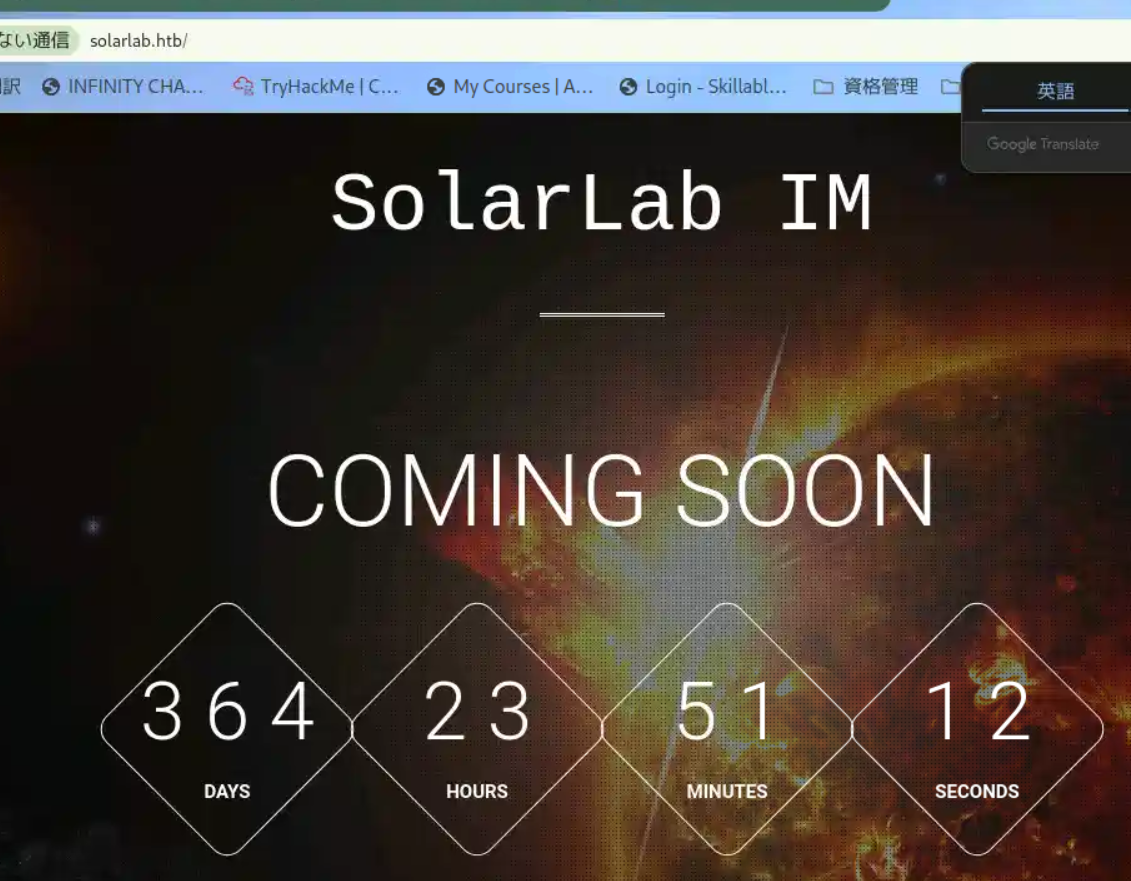 ない通信 solarlab.htb/
訳 INFINITY CHA... TryHackMe | C... My Courses | A... Login - Skillabl... 資格管理
英語
Google Translate
SolarLab IM
COMING SOON
364 23 51 12
DAYS HOURS MINUTES SECONDS